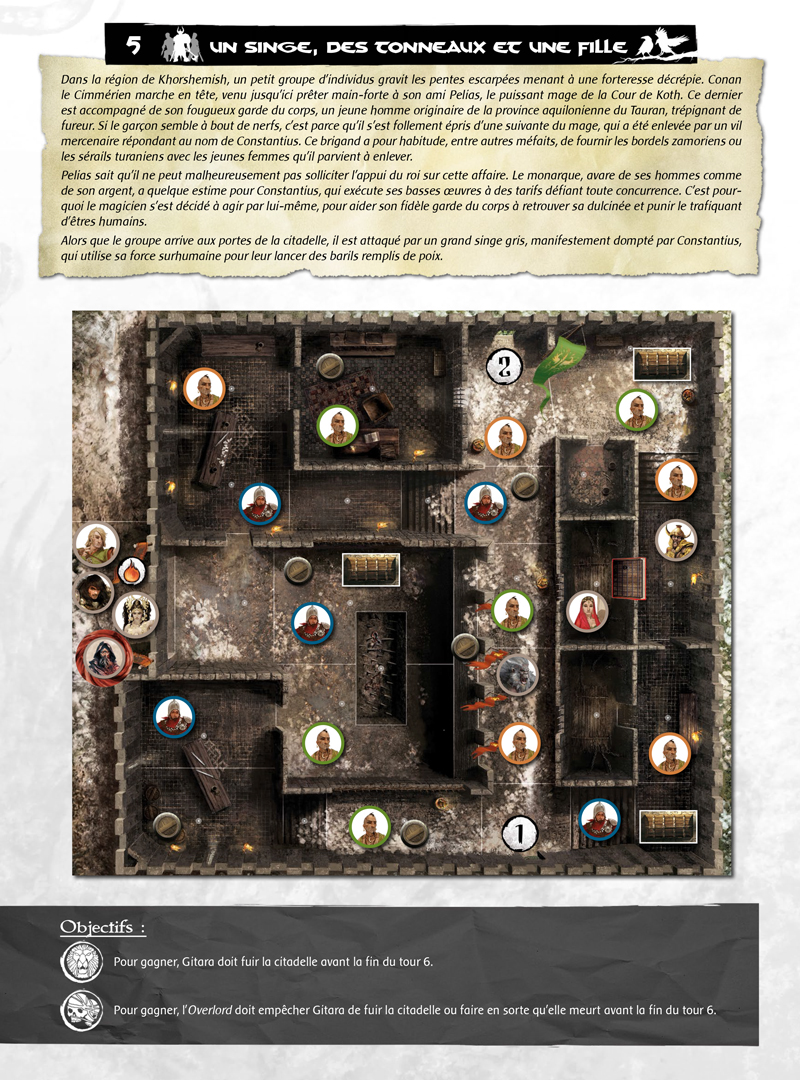 5 UN SINGE, DES TONNEAUX ET UNE FILLE
Dans la région de Khorshemish, un petit groupe d'individus gravit les pentes escarpées menant à une forteresse décrépie. Conan
le Cimmérien marche en tête, venu jusqu'ici prêter main-forte à son ami Pelias, le puissant mage de la Cour de Koth. Ce dernier
est accompagné de son fougueux garde du corps, un jeune homme originaire de la province aquilonienne du Tauran, trépignant de
fureur. Si le garçon semble à bout de nerfs, c'est parce qu'il s'est follement épris d'une suivante du mage, qui a été enlevée par un vil
mercenaire répondant au nom de Constantius. Ce brigand a pour habitude, entre autres méfaits, de fournir les bordels zamoriens ou
les sérails turaniens avec les jeunes femmes qu'il parvient à enlever.
Pelias sait qu'il ne peut malheureusement pas solliciter l'appui du roi sur cette affaire. Le monarque, avare de ses hommes comme
de son argent, a quelque estime pour Constantius, qui exécute ses basses œuvres à des tarifs défiant toute concurrence. C'est pour-
quoi le magicien s'est décidé à agir par lui-même, pour aider son fidèle garde du corps à retrouver sa dulcinée et punir le trafiquant
d'êtres humains.
Alors que le groupe arrive aux portes de la citadelle, il est attaqué par un grand singe gris, manifestement dompté par Constantius,
qui utilise sa force surhumaine pour leur lancer des barils remplis de poix.
2
1
Objectifs :
Pour gagner, Gitara doit fuir la citadelle avant la fin du tour 6.
Pour gagner, l'Overlord doit empêcher Gitara de fuir la citadelle ou faire en sorte qu'elle meurt avant la fin du tour 6.